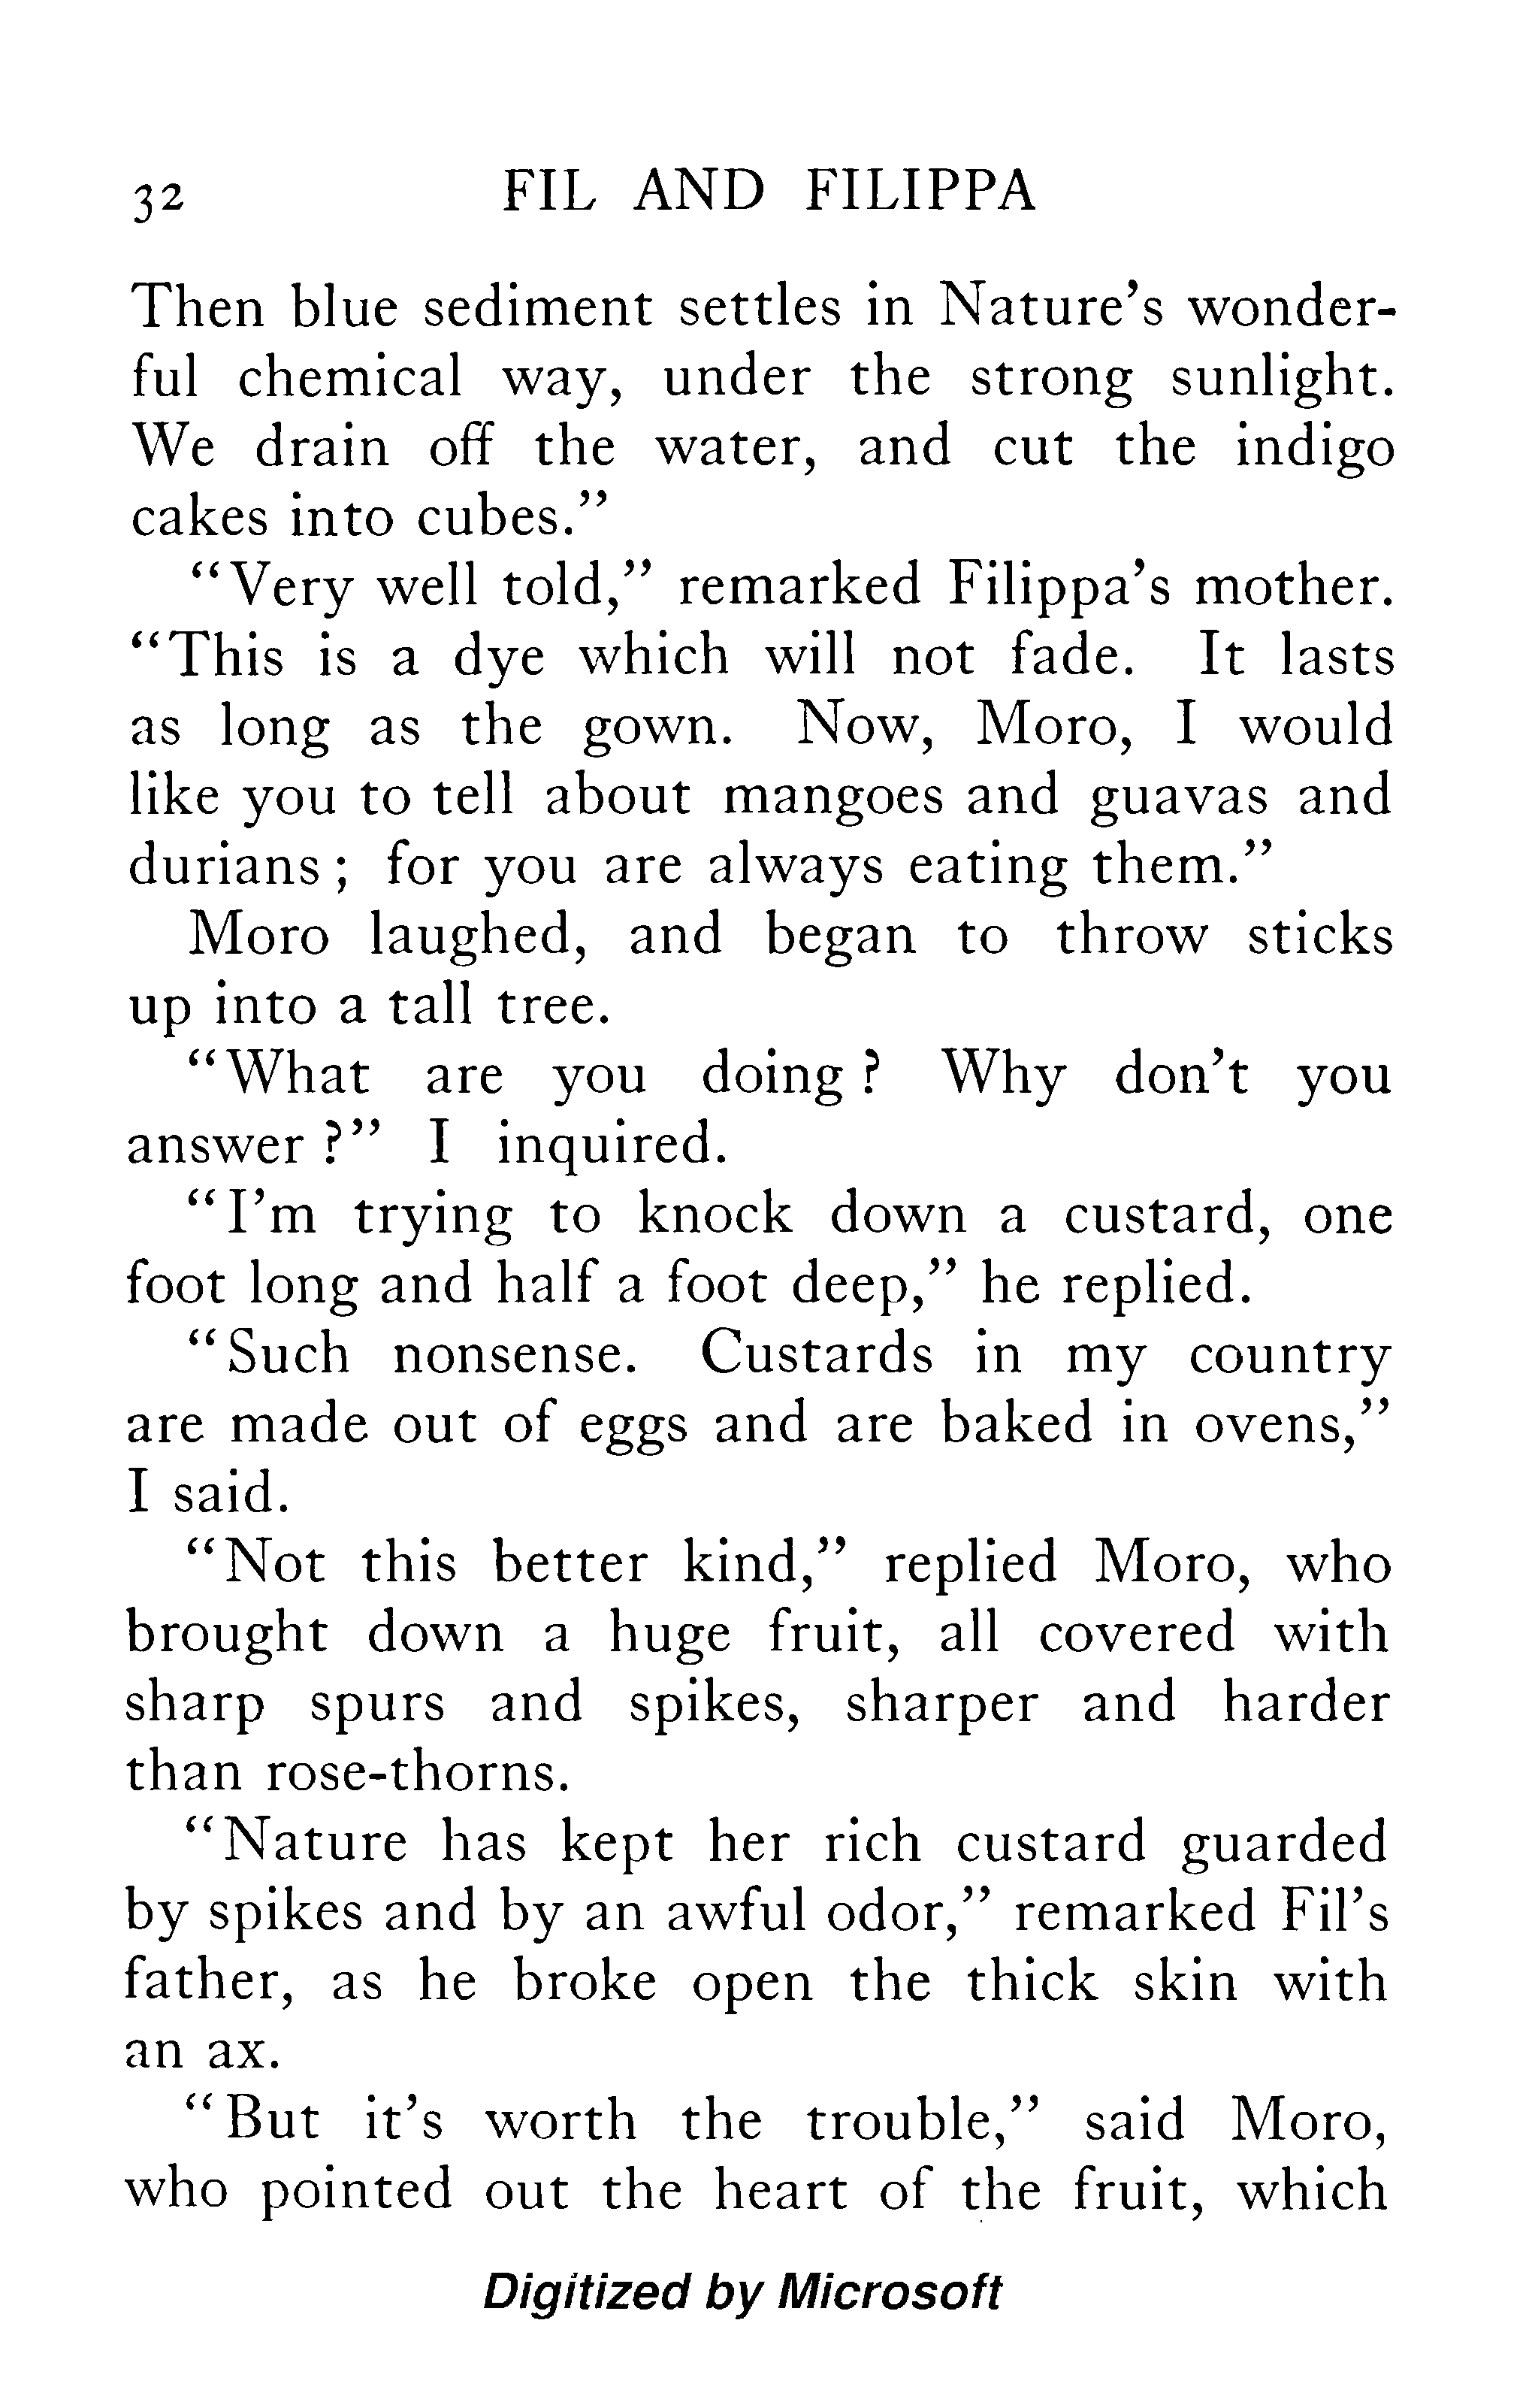 32 FIL AND FILIPPA
Then blue sediment settles in Nature's wonder-
ful chemical way, under the strong sunlight.
We drain off the water, and cut the indigo
cakes into cubes."
"Very well told," remarked Filippa's mother.
"This is a dye which will not fade. It lasts
as long as the gown. Now, Moro, I would
like you to tell about mangoes and guavas and
durians; for you are always eating them."
Moro laughed, and began to throw sticks
up into a tall tree.
"What are you doing? Why don't you
answer?" I inquired.
"I'm trying to knock down a custard, one
foot long and half a foot deep," he replied.
"Such nonsense. Custards in my country
are made out of eggs and are baked in ovens,"
I said.
"Not this better kind," replied Moro, who
brought down a huge fruit, all covered with
sharp spurs and spikes, sharper and harder
than rose-thorns.
"Nature has kept her rich custard guarded
by spikes and by an awful odor," remarked Fil's
father, as he broke open the thick skin with
an ax.
"But it's worth the trouble," said Moro,
who pointed out the heart of the fruit, which
Digitized by Microsoft